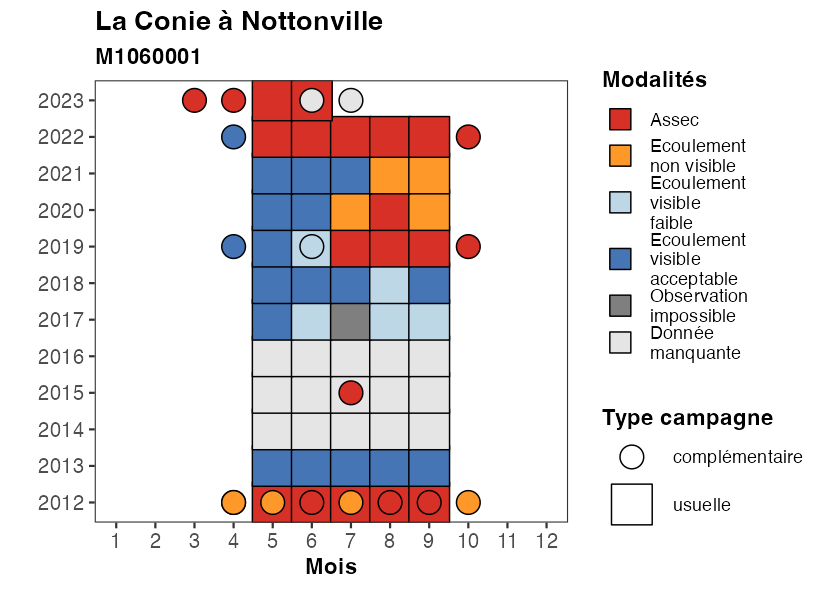 La Conie à Nottonville
M1060001
2023
2022
2021
2020
2019
2018
2017
2016
2015
2014
2013
2012
1 2 3 4 5 6 7 8 9 10 11 12
Mois
Modalités
Assec
Ecoulement
non visible
Ecoulement
visible
faible
Ecoulement
visible
acceptable
Observation
impossible
Donnée
manquante
Type campagne
complémentaire
usuelle